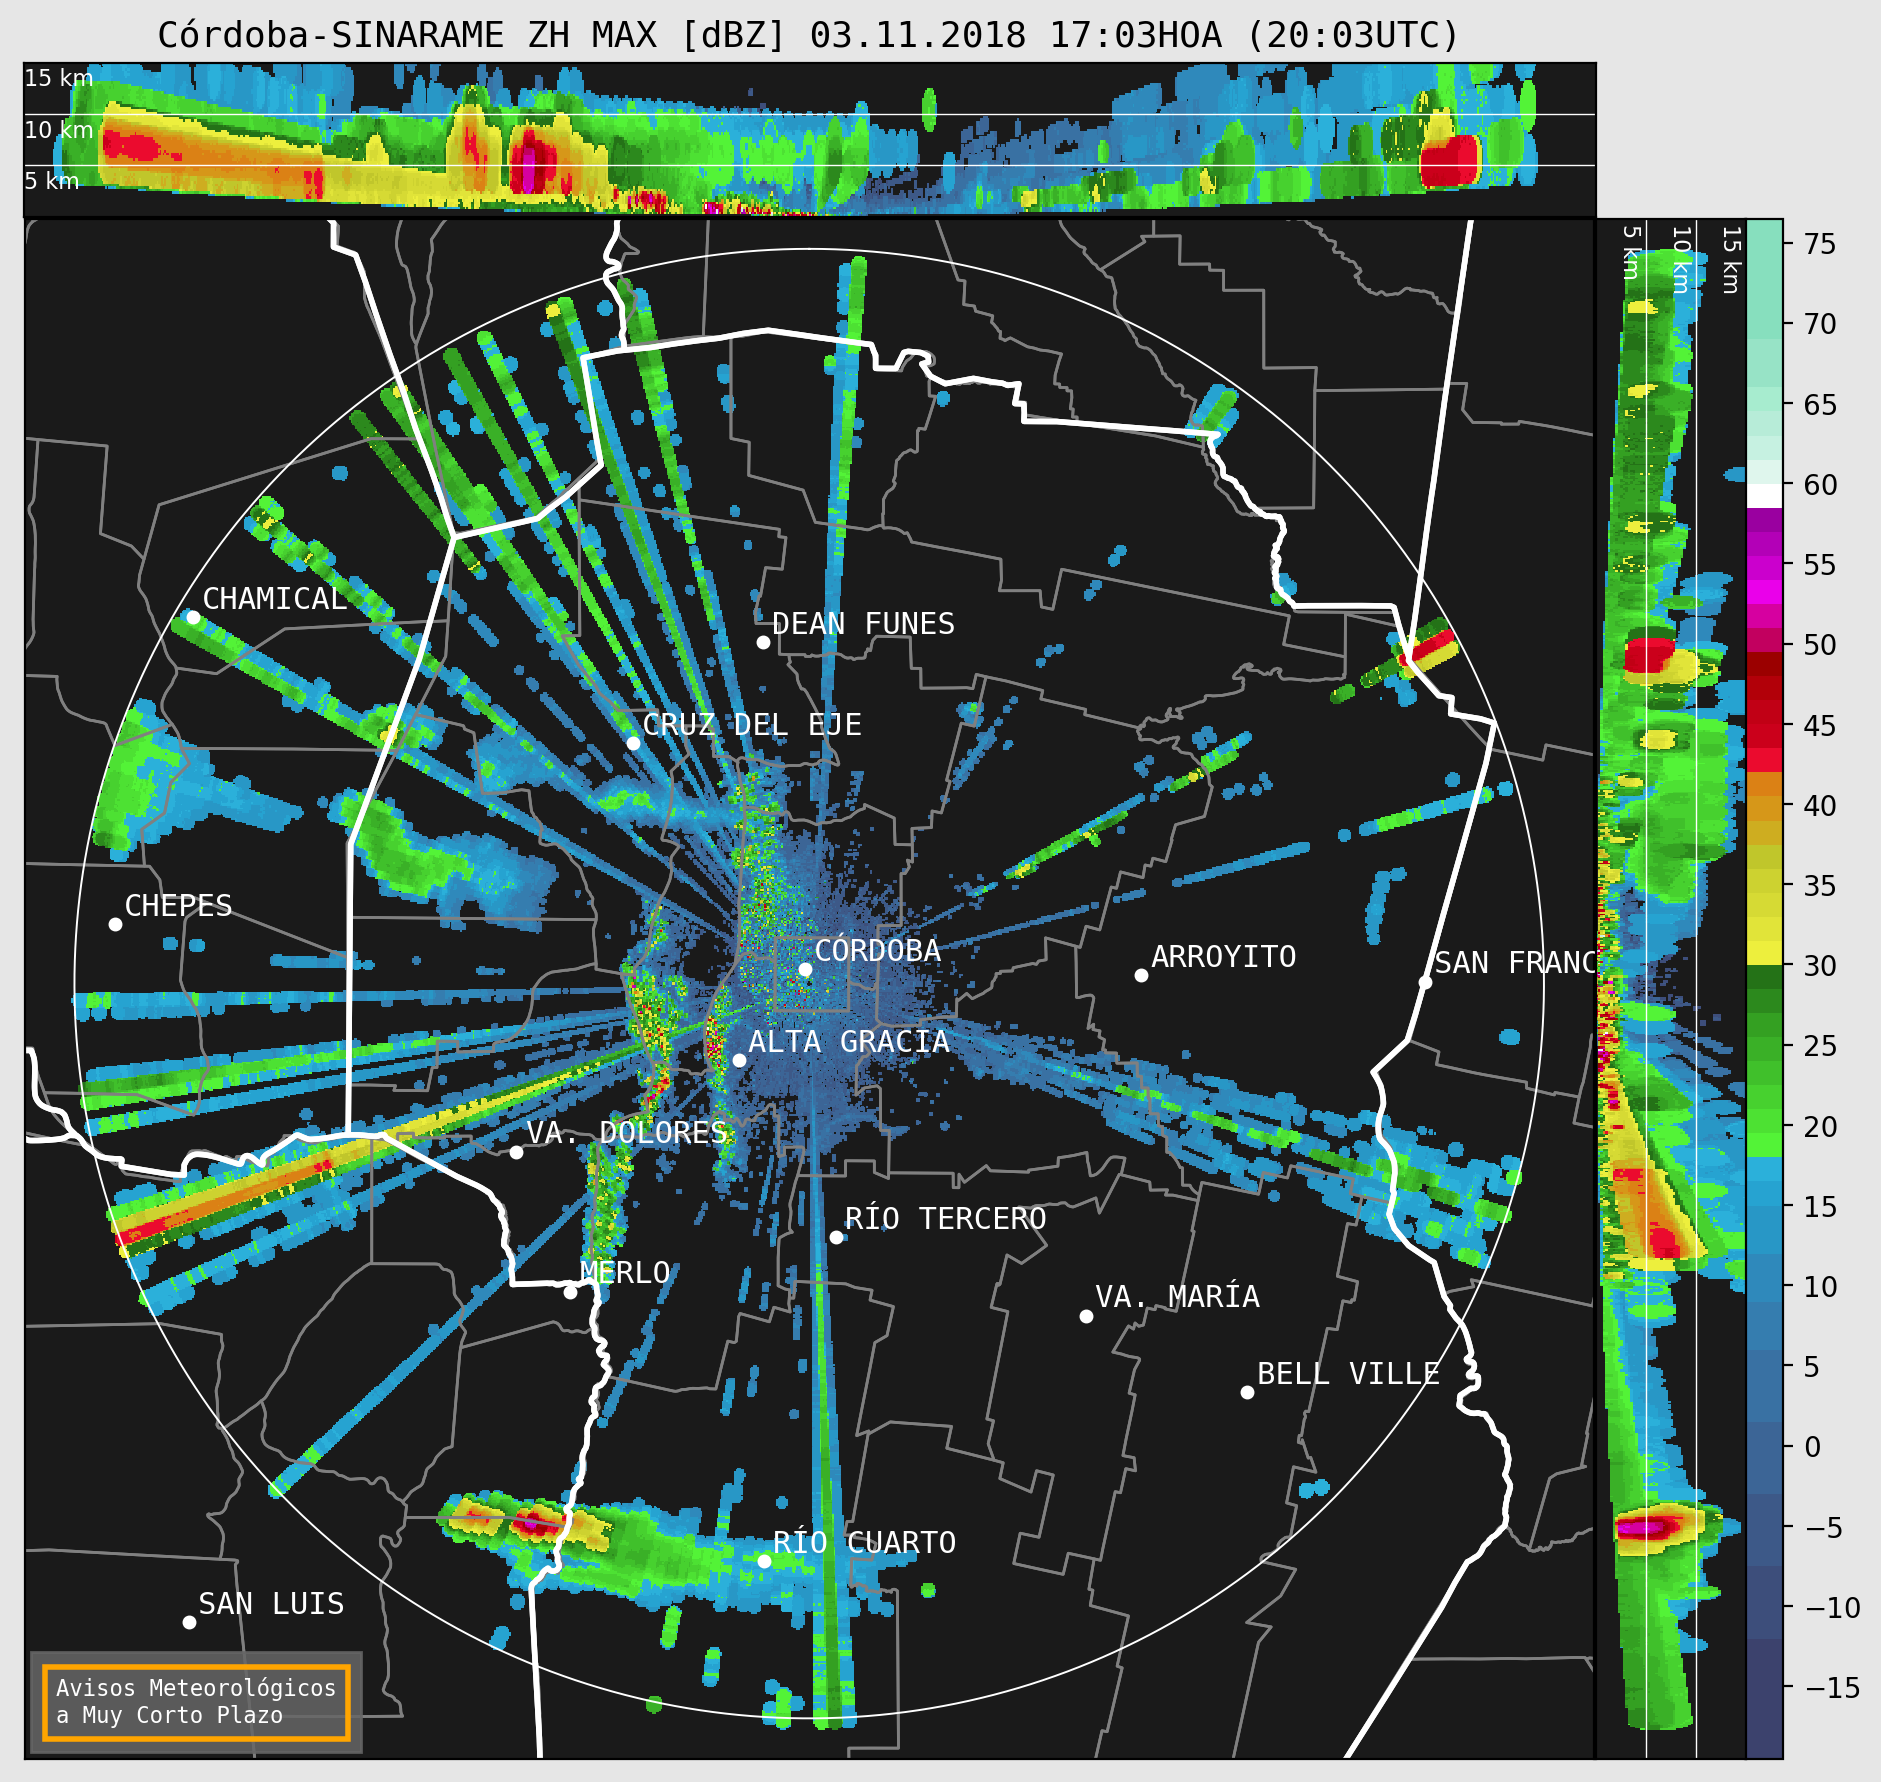 Córdoba-SINARAME ZH MAX [dBZ] 03.11.2018 17:03HOA (20:03UTC)
15 km
10 km
5 km
5 km
10 km
15 km
75
70
65
60
55
50
45
40
35
30
25
20
15
10
5
0
−5
−10
−15
CHAMICAL
DEAN FUNES
CRUZ DEL EJE
CHEPES
CÓRDOBA
ARROYITO
SAN FRANC
ALTA GRACIA
VA. DOLORES
RÍO TERCERO
MERLO
VA. MARÍA
BELL VILLE
RÍO CUARTO
SAN LUIS
Avisos Meteorológicos
a Muy Corto Plazo